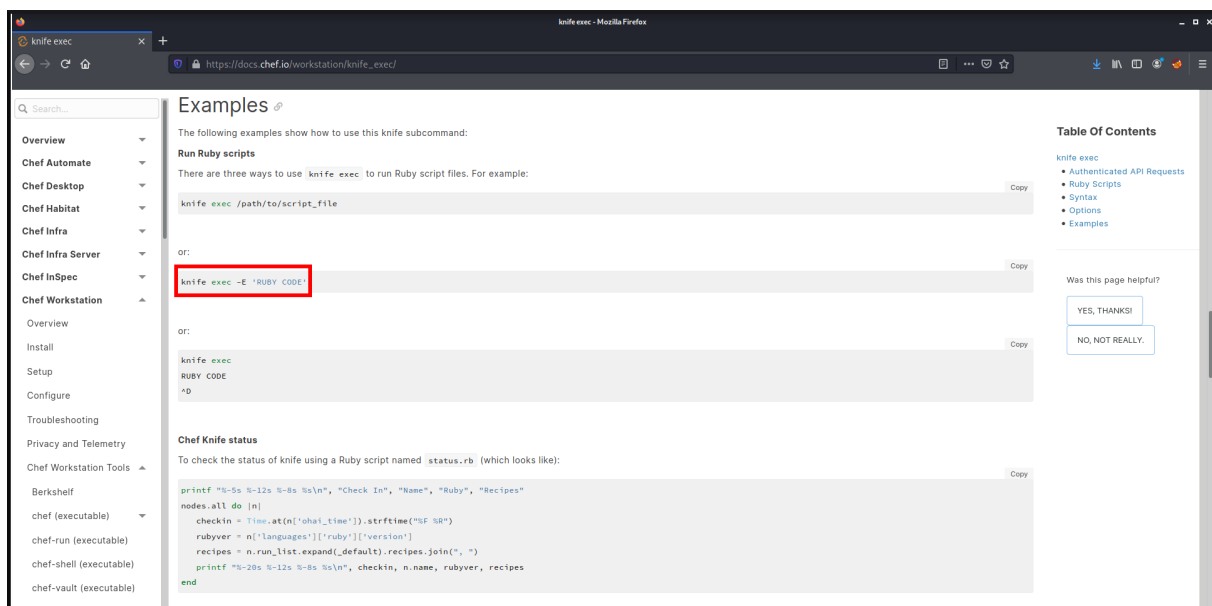 knife exec - Mozilla Firefox
knife exec
https://docs.chef.io/workstation/knife_exec/
Search...
Overview
Chef Automate
Chef Desktop
Chef Habitat
Chef Infra
Chef Infra Server
Chef InSpec
Chef Workstation
Overview
Install
Setup
Configure
Troubleshooting
Privacy and Telemetry
Chef Workstation Tools
Berkshelf
chef (executable)
chef-run (executable)
chef-shell (executable)
chef-vault (executable)
Examples
The following examples show how to use this knife subcommand:
Run Ruby scripts
There are three ways to use knife exec to run Ruby script files. For example:
Copy
knife exec /path/to/script_file
or:
Copy
knife exec -E 'RUBY CODE'
or:
Copy
knife exec
RUBY CODE
^D
Chef Knife status
To check the status of knife using a Ruby script named status.rb (which looks like):
Copy
printf "%-5s %-12s %-8s %s\n", "Check In", "Name", "Ruby", "Recipes"
nodes.all do |n|
   checkin = Time.at(n['ohai_time']).strftime("%F %R")
   rubyver = n['languages']['ruby']['version']
   recipes = n.run_list.expand(_default).recipes.join(", ")
   printf "%-20s %-12s %-8s %s\n", checkin, n.name, rubyver, recipes
end
Table Of Contents
knife exec
• Authenticated API Requests
• Ruby Scripts
• Syntax
• Options
• Examples
Was this page helpful?
YES, THANKS!
NO, NOT REALLY.